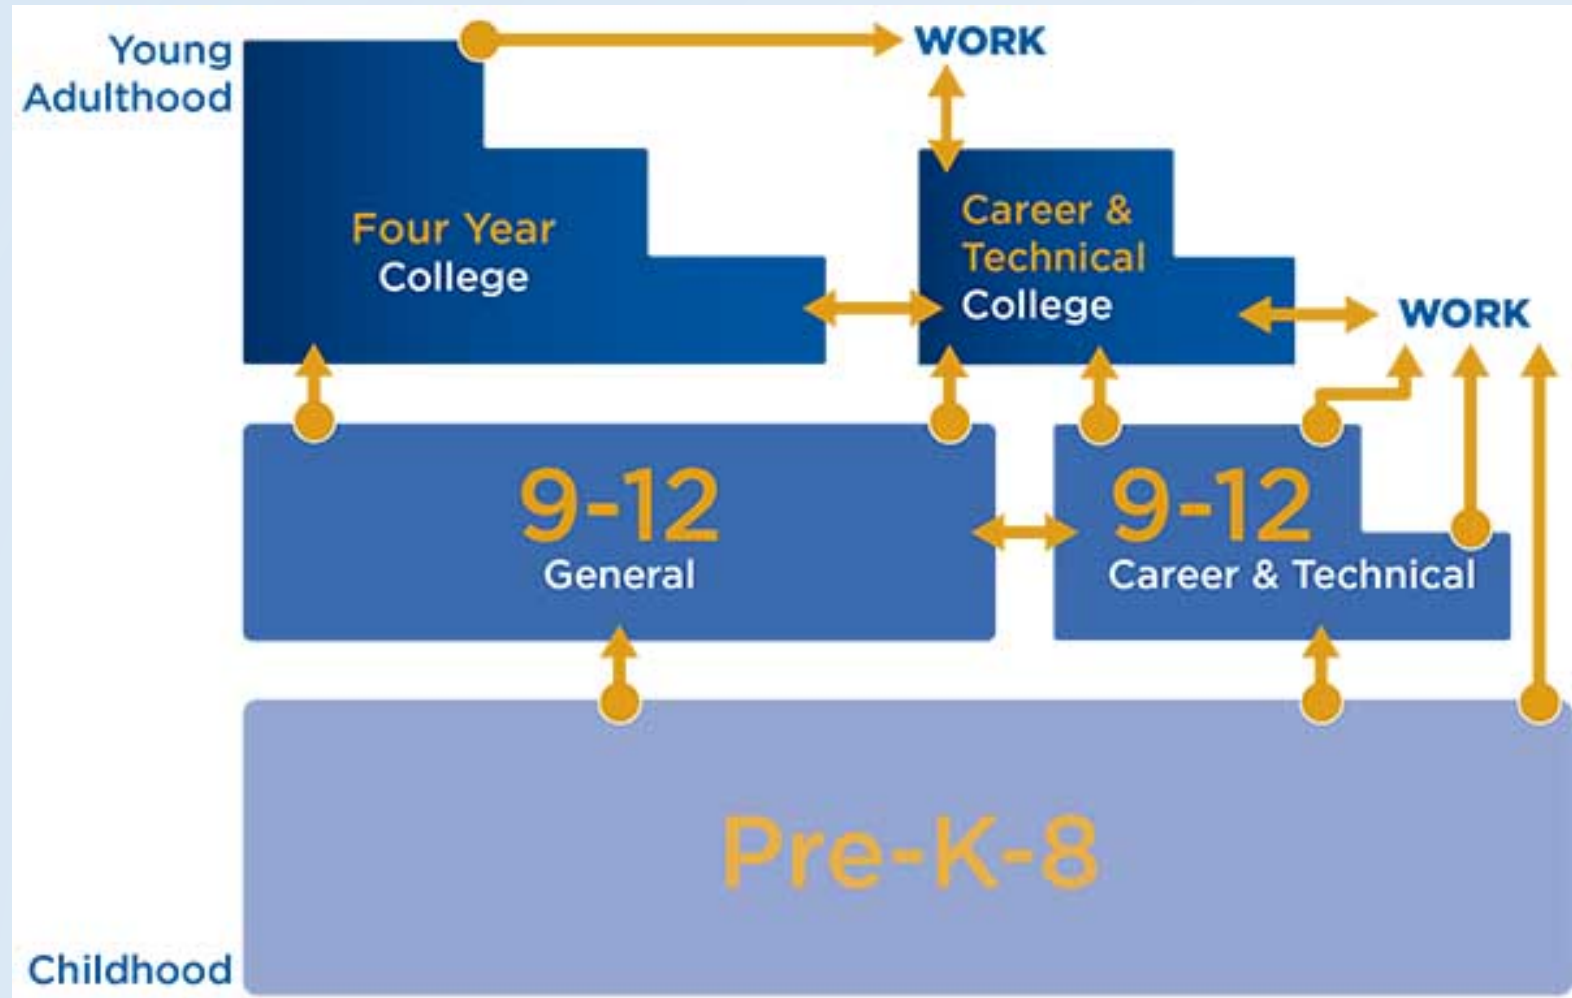 Young
Adulthood
WORK
Four Year
College
Career &
Technical
College
WORK
9-12
General
9-12
Career & Technical
Pre-K-8
Childhood